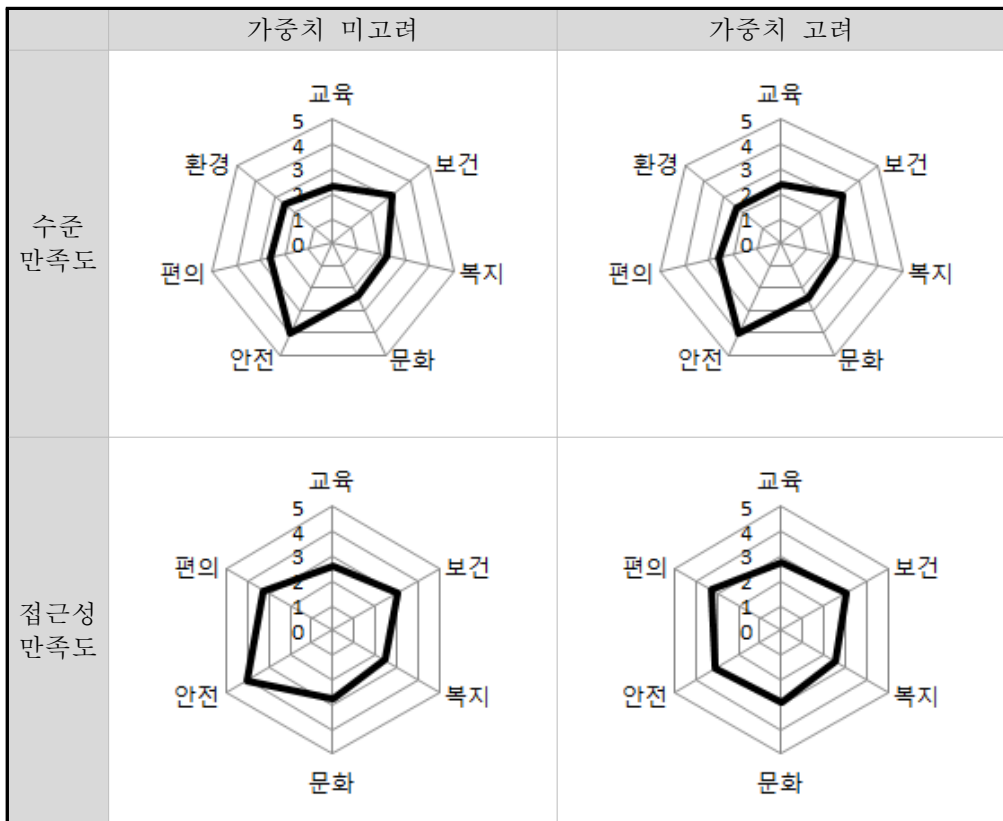 가중치 미고려
가중치 고려
수준
만족도
교육
보건
복지
문화
안전
편의
환경
5
4
3
2
1
0
교육
보건
복지
문화
안전
편의
환경
5
4
3
2
1
0
접근성
만족도
교육
보건
복지
문화
안전
편의
5
4
3
2
1
0
교육
보건
복지
문화
안전
편의
5
4
3
2
1
0